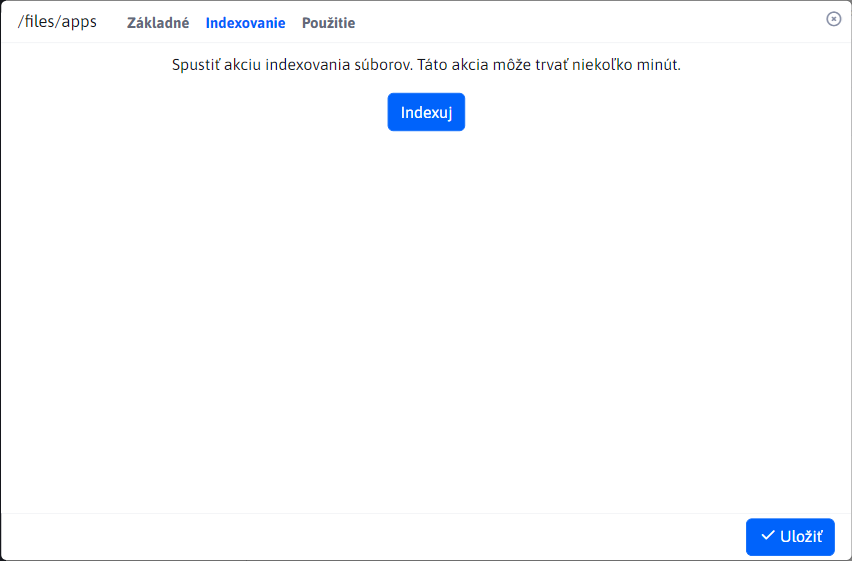 /files/apps Základné Indexovanie Použitie
Spustiť akciu indexovania súborov. Táto akcia môže trvať niekoľko minút.
Indexuj
Uložiť